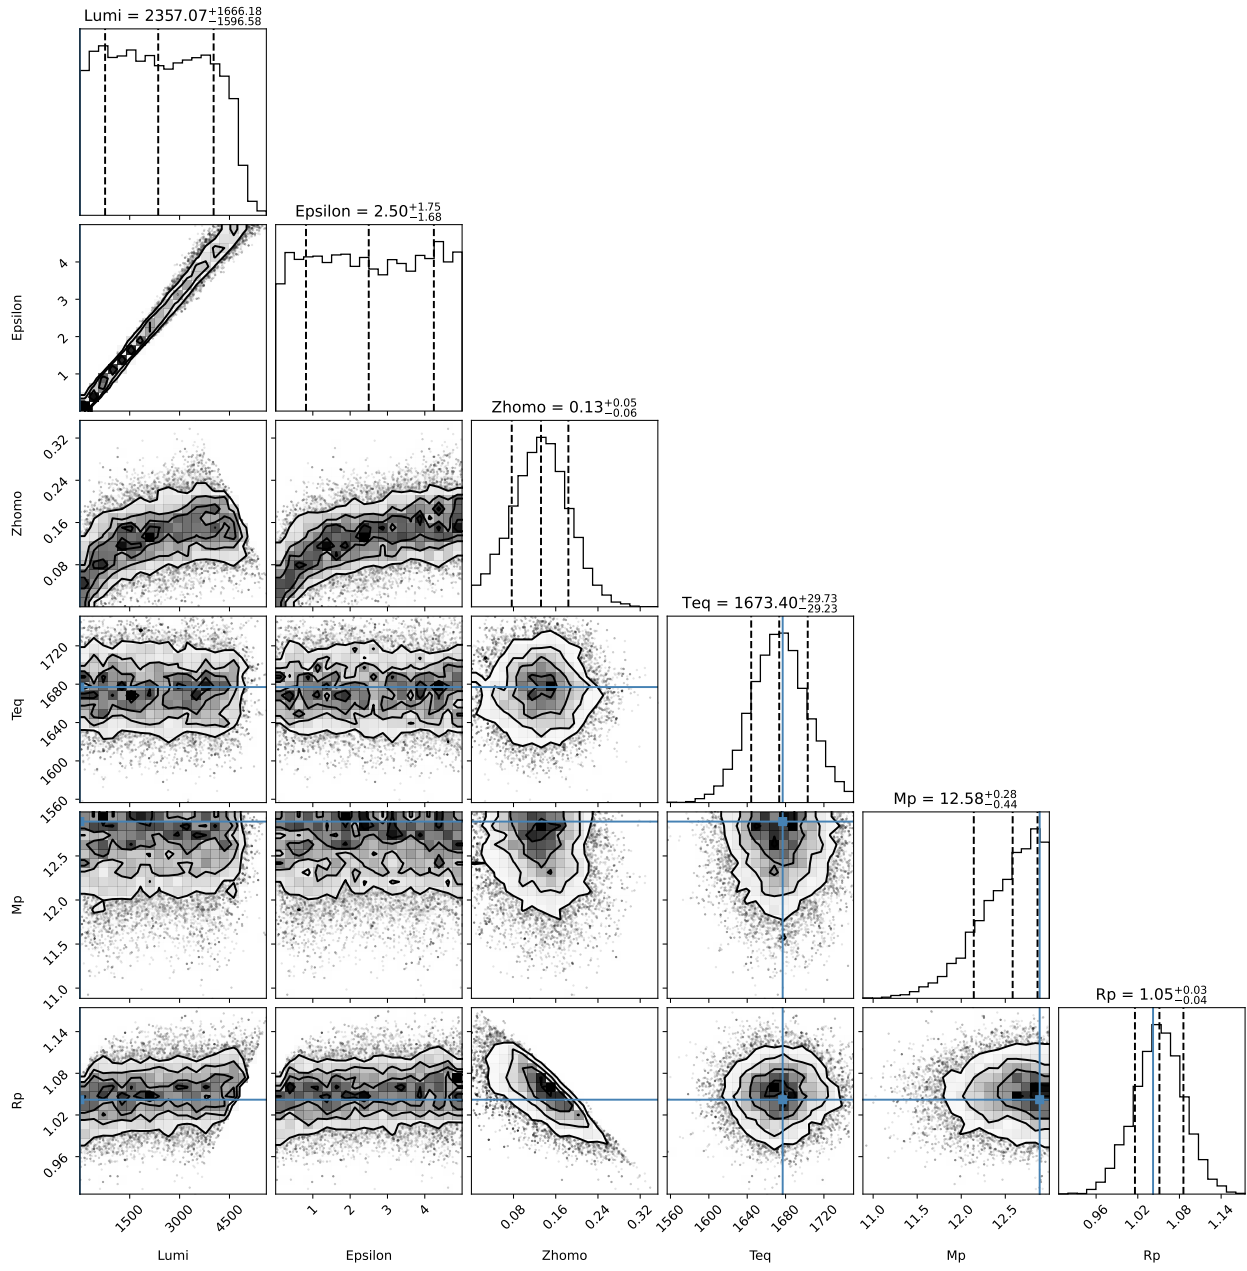 Lumi = 2357.07+1666.18−1596.58
Epsilon = 2.50+1.75−1.68
4
3
2
1
Epsilon
Zhomo = 0.13+0.05−0.06
0.32
0.24
0.16
0.08
Zhomo
Teq = 1673.40+29.73−29.23
1720
1680
1640
1600
1560
Teq
Mp = 12.58+0.28−0.44
12.5
12.0
11.5
11.0
Mp
Rp = 1.05+0.03−0.04
1.14
1.08
1.02
0.96
Rp
1500 3000 4500 1 2 3 4 0.08 0.16 0.24 0.32 1560 1600 1640 1680 1720 11.0 11.5 12.0 12.5 0.96 1.02 1.08 1.14
Lumi Epsilon Zhomo Teq Mp Rp